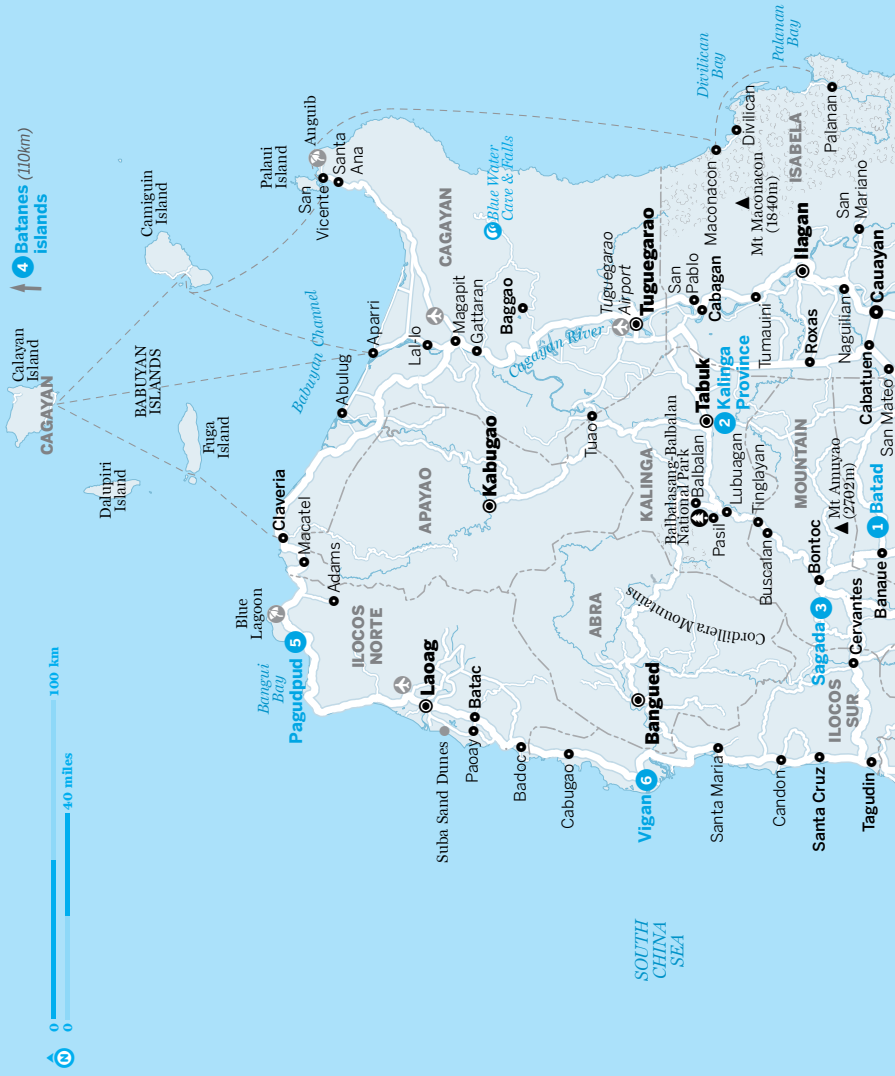 0
100 km
0
40 miles
N
4 Batanes (110km)
islands
Calayan
Island
CAGAYAN
BABUYAN
ISLANDS
Camiguin
Island
Dalupiri
Island
Fuga
Island
Babuyan Channel
Palaui
Island
Anguib
San
Vicente
Santa
Ana
Claveria
Macatel
Abulug
Aparri
Blue
Lagoon
Bangui
Bay
Pagudpud 5
Adams
ILOCOS
NORTE
APAYAO
Lal-lo
Magapit
Gattaran
CAGAYAN
Blue Water
Cave & Falls
Laoag
Suba Sand Dunes
Batac
Paoay
Badoc
Cabugao
Kabugao
Baggao
Cagayan River
Tuguegarao
Airport
Tuguegarao
Tuao
ABRA
Bangued
Vigan 6
KALINGA
Balbalasang-Balbalan
National Park
Balbalan
Pasil
Lubuagan
Tabuk
2 Kalinga
Province
San
Pablo
Cabagan
Maconacon
Divilican
Divilican
Bay
Palanan
Bay
SOUTH
CHINA
SEA
Santa Maria
Cordillera Mountains
Tinglayan
Buscalan
Tumauini
Mt Maconacon
(1840m)
ISABELA
Palanan
Candon
Santa Cruz
Tagudin
ILOCOS
SUR
Sagada 3
Bontoc
MOUNTAIN
Mt Amuyao
(2702m)
Cervantes
Banaue
1 Batad
Roxas
Ilagan
San
Mariano
Naguilian
Cabatuen
Cauayan
San Mateo